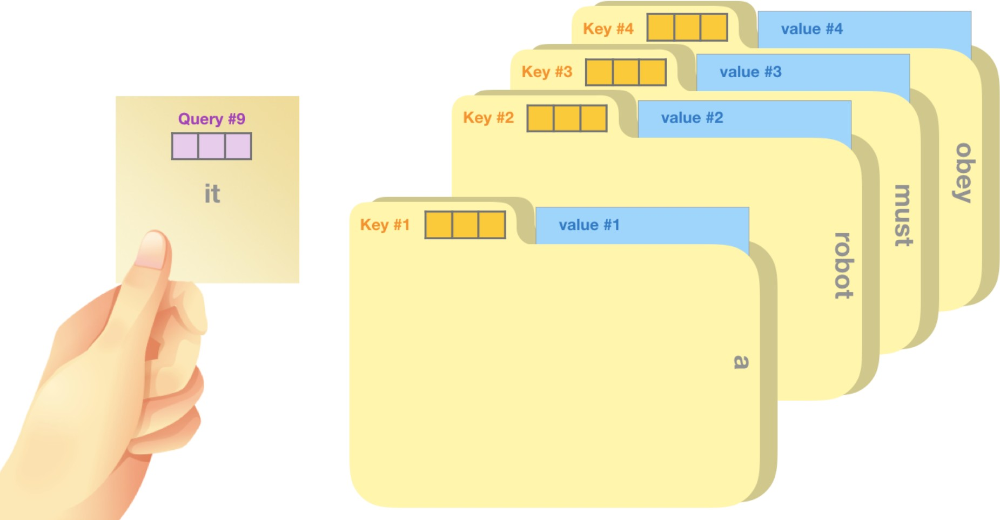 Query #9
it
Key #4 value #4
Key #3 value #3
Key #2 value #2
Key #1 value #1
obey
must
robot
a